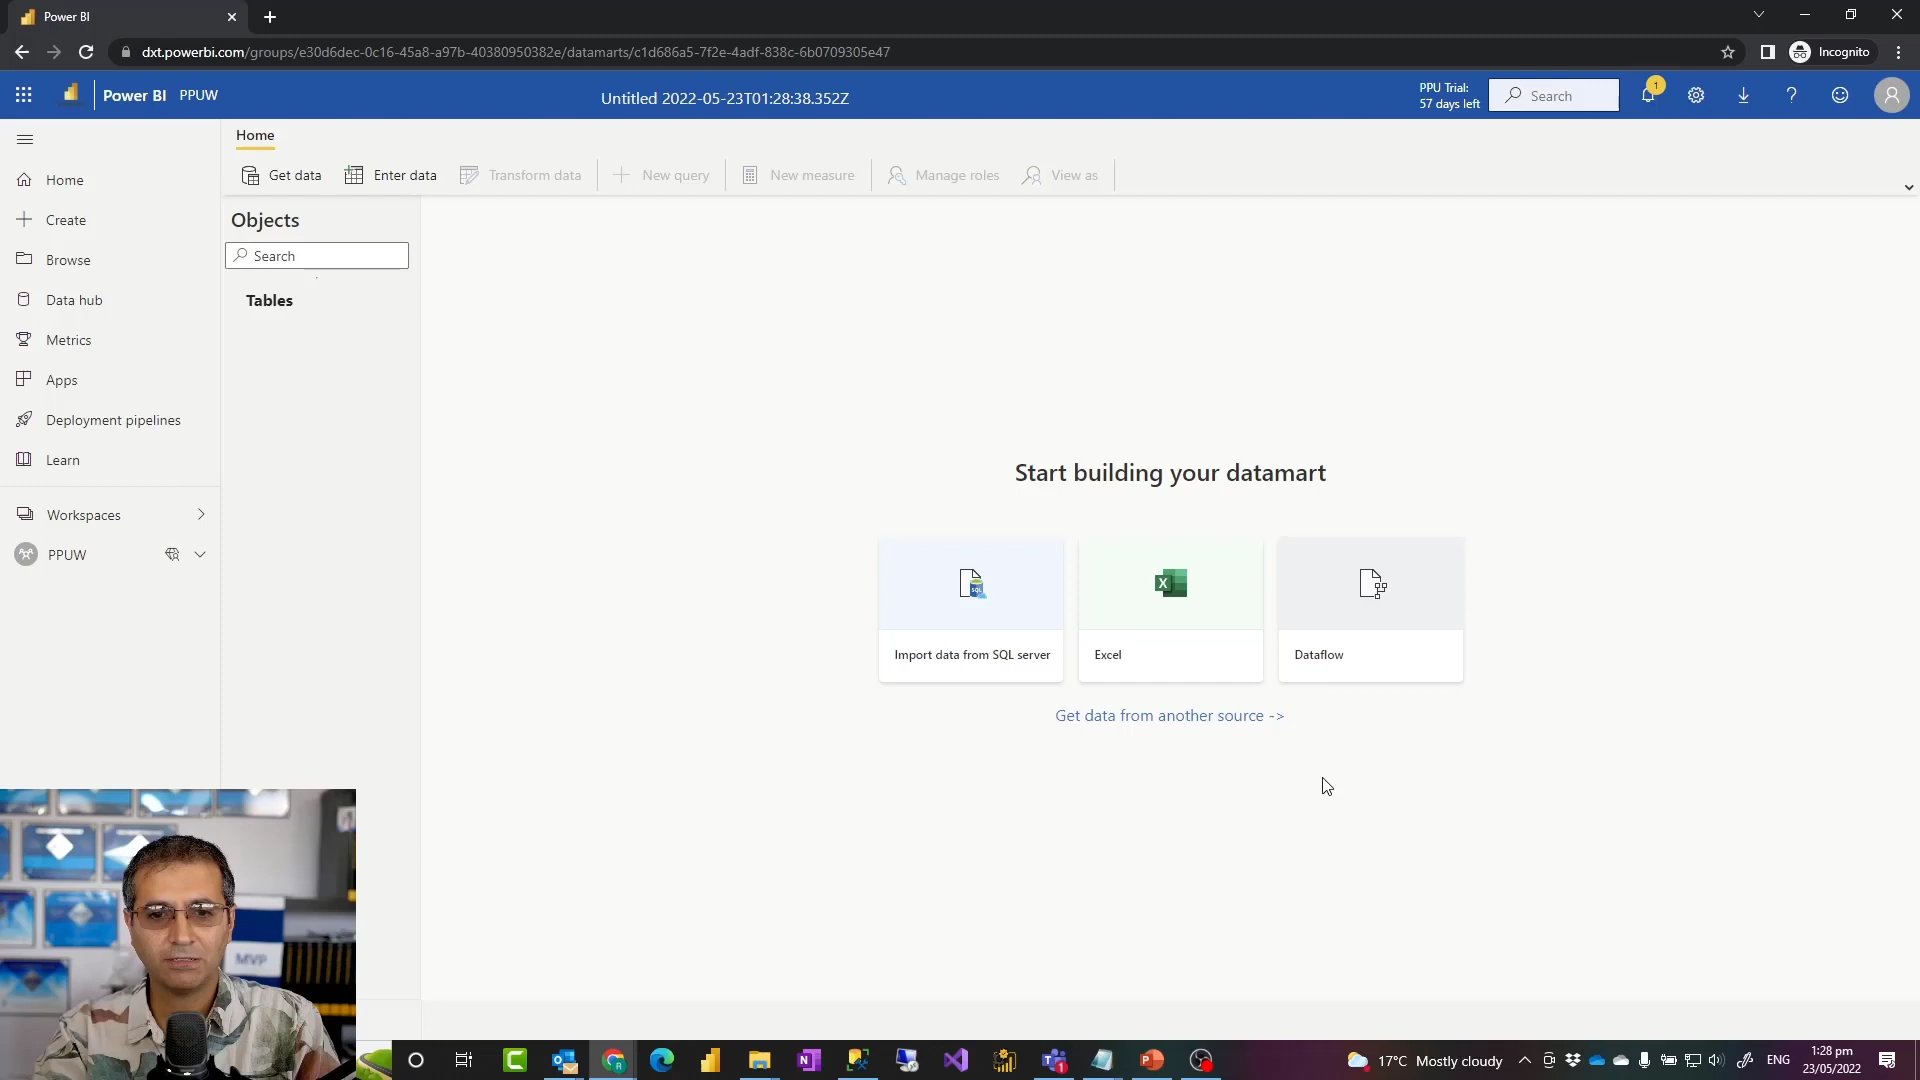 Power BI
dxt.powerbi.com/groups/e30d6dec-0c16-45a8-a97b-40380950382e/datamarts/c1d686a5-7f2e-4adf-838c-6b0709305e47
Incognito
Power BI PPUW
Untitled 2022-05-23T01:28:38.352Z
PPU Trial:
57 days left
Search
1
Home
Get data
Enter data
Transform data
New query
New measure
Manage roles
View as
Home
Create
Browse
Data hub
Metrics
Apps
Deployment pipelines
Learn
Workspaces
PPUW
Objects
Search
Tables
Start building your datamart
SQL
X
Import data from SQL server
Excel
Dataflow
Get data from another source ->
MVP
17°C Mostly cloudy
ENG
1:28 pm
23/05/2022